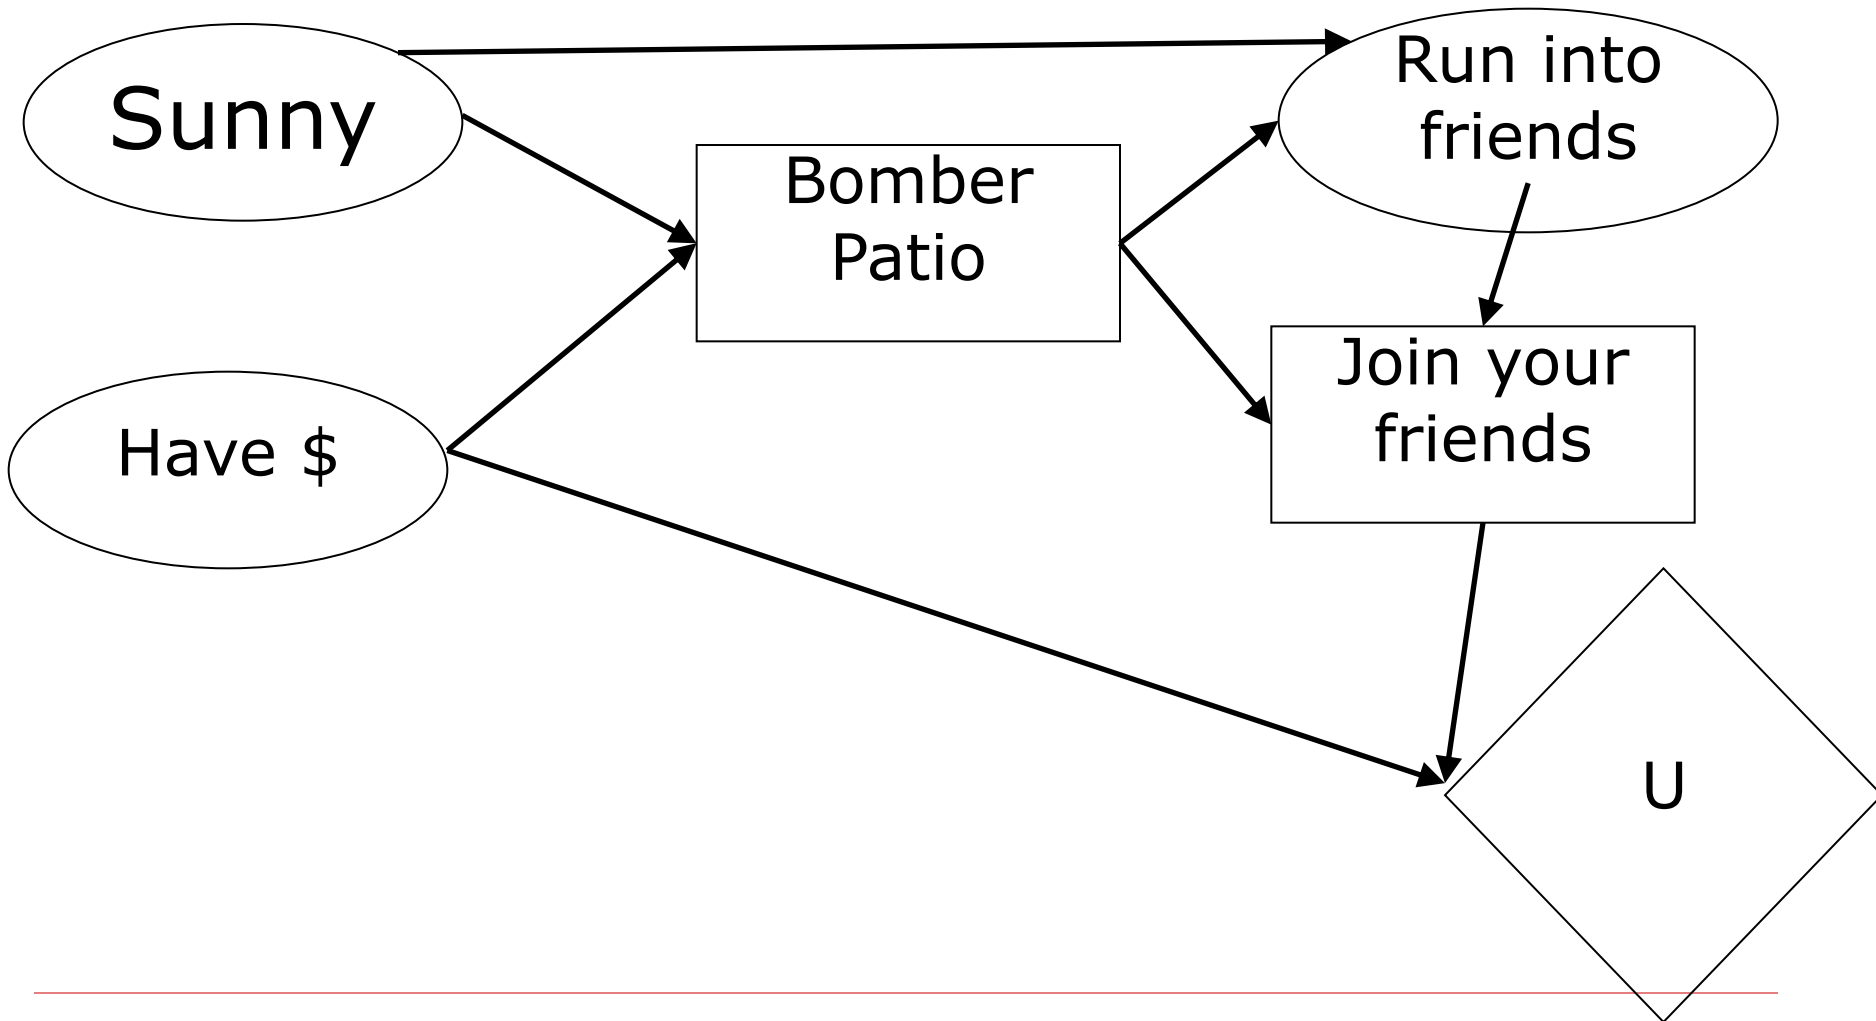 Sunny
Run into
friends
Bomber
Patio
Join your
friends
Have $
U